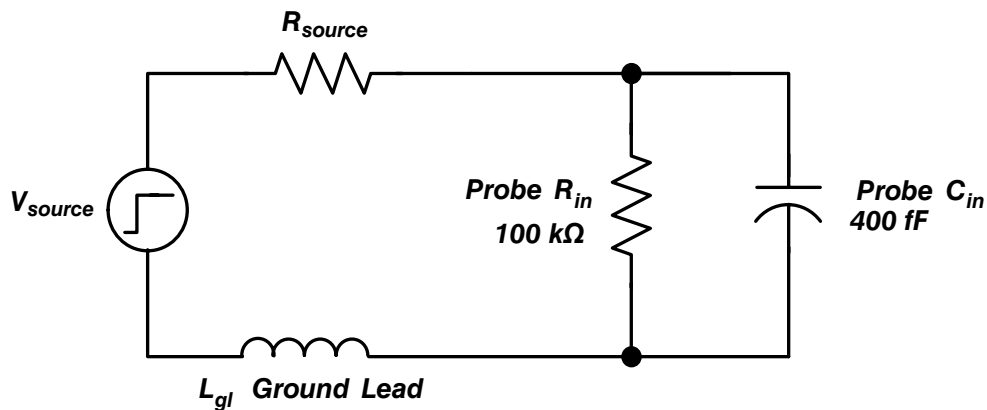 R_source
V_source
Probe R_in
100 kΩ
Probe C_in
400 fF
L_gl Ground Lead